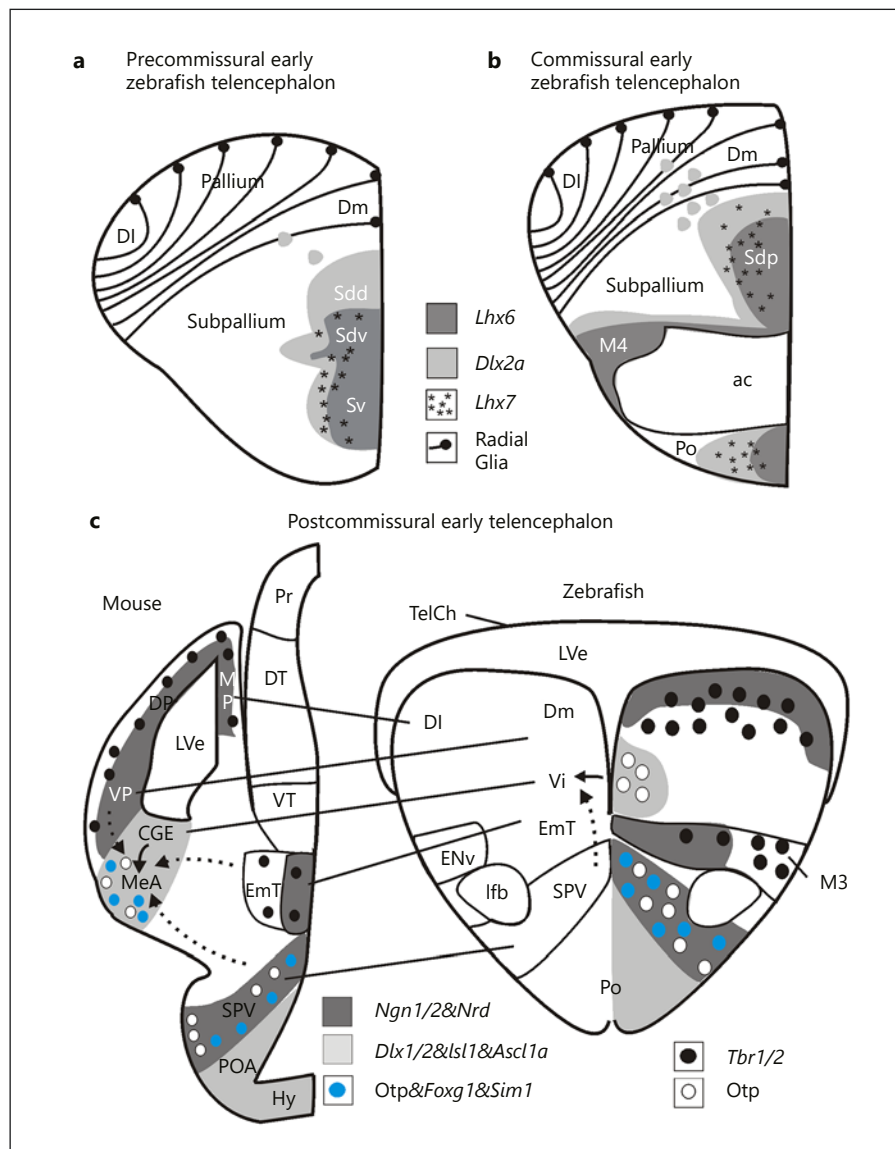 a Precommissural early
zebrafish telencephalon
b Commissural early
zebrafish telencephalon
Pallium
Dl
Dm
Sdd
Subpallium
Sdv
Sv
Pallium
Dm
Dl
Sdp
Subpallium
M4
ac
Po
Lhx6
Dlx2a
Lhx7
Radial
Glia
c Postcommissural early telencephalon
Mouse
Pr
DT
M
P
DP
LVe
VP
VT
CGE
MeA
EmT
SPV
POA
Hy
Zebrafish
TelCh
LVe
Dl
Dm
Vi
EmT
ENv
lfb
SPV
M3
Po
Ngn1/2&Nrd
Dlx1/2&Isl1&Ascl1a
Otp&Foxg1&Sim1
Tbr1/2
Otp